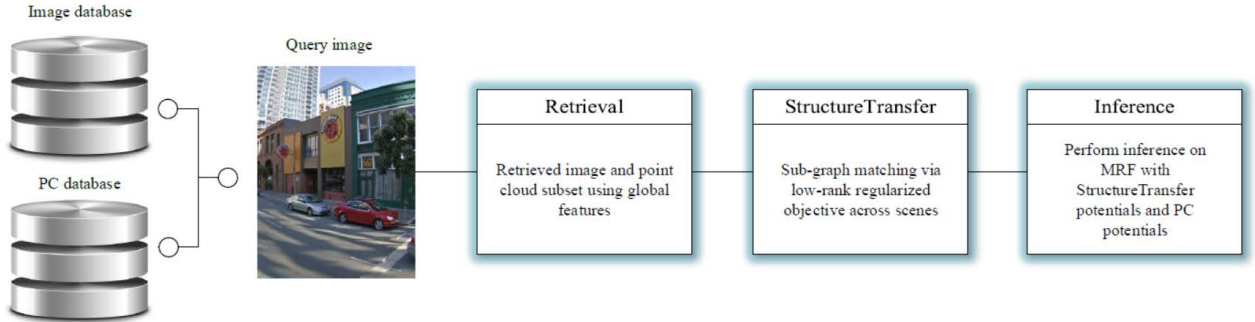 Image database
PC database
Query image
Retrieval
Retrieved image and point
cloud subset using global
features
StructureTransfer
Sub-graph matching via
low-rank regularized
objective across scenes
Inference
Perform inference on
MRF with
StructureTransfer
potentials and PC
potentials